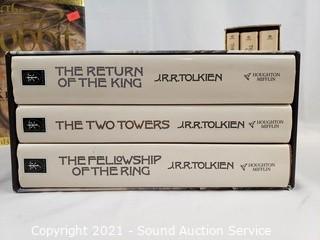 THE RETURN
OF THE KING
J.R.R.TOLKIEN
HOUGHTON
MIFFLIN
THE TWO TOWERS
J.R.R.TOLKIEN
HOUGHTON
MIFFLIN
THE FELLOWSHIP
OF THE RING
J.R.R.TOLKIEN
HOUGHTON
MIFFLIN
Copyright 2021 - Sound Auction Service